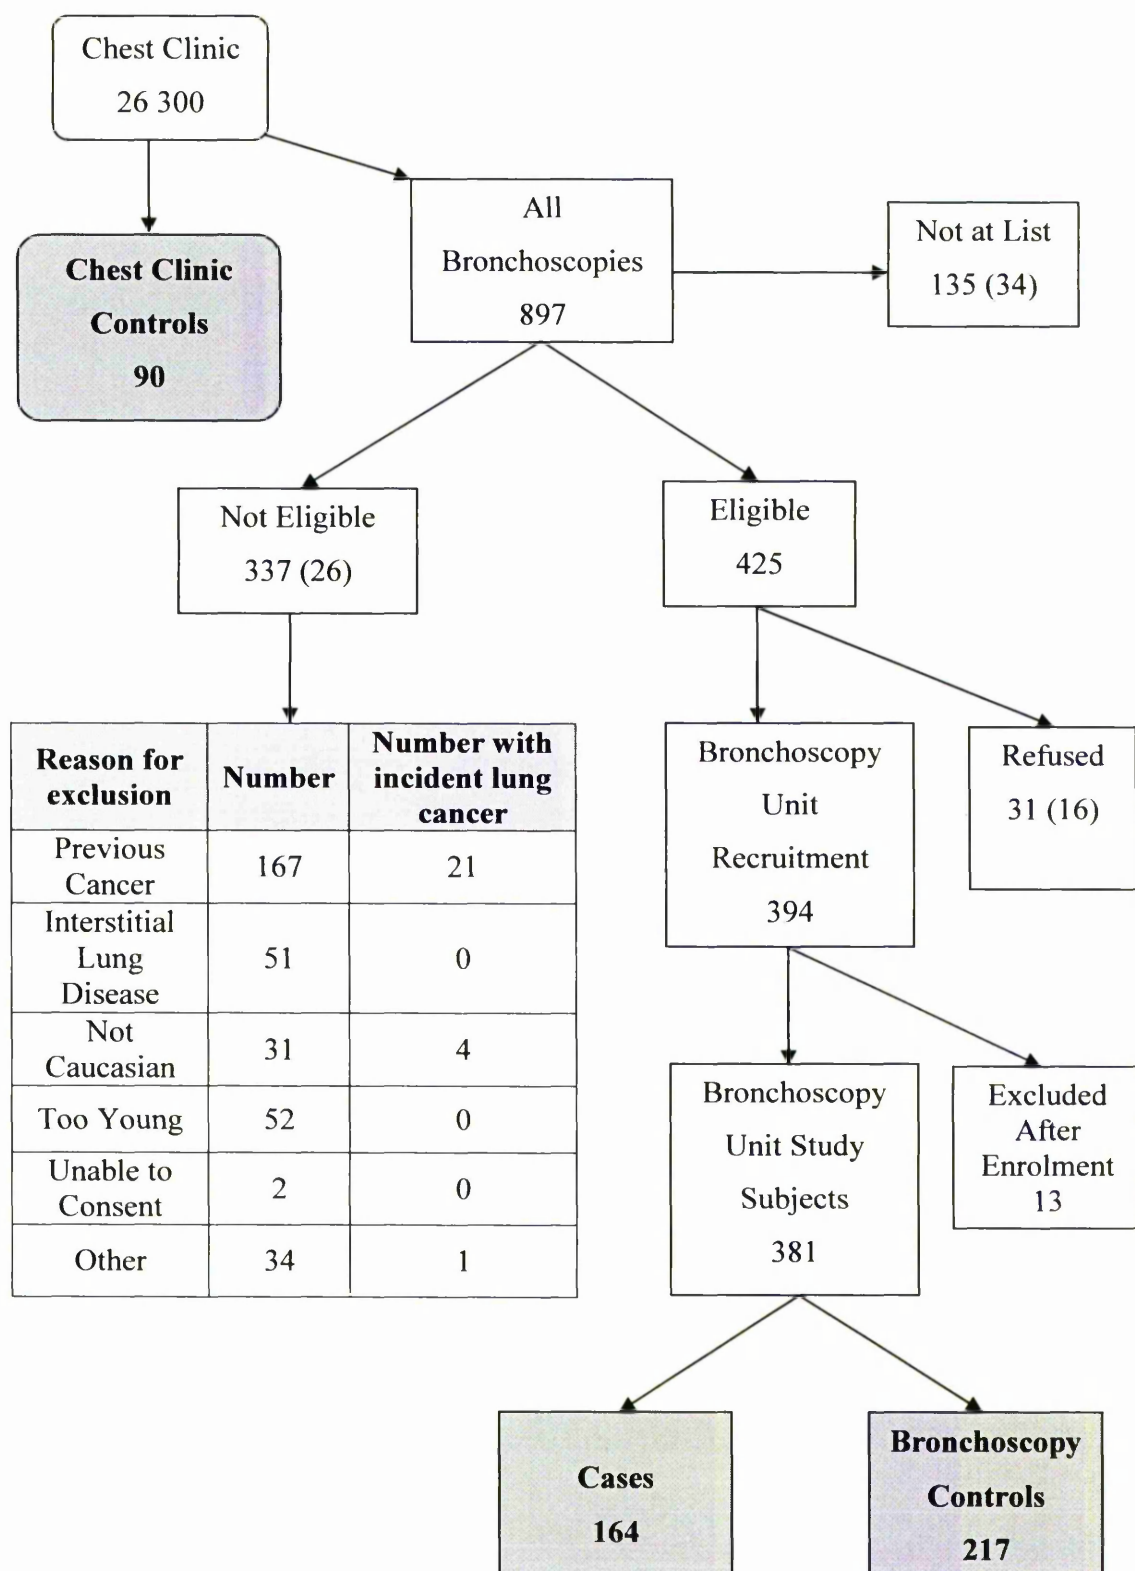 Chest Clinic
26 300
All
Bronchoscopies
897
Not at List
135 (34)
Chest Clinic
Controls
90
Not Eligible
337 (26)
Eligible
425
Reason for
exclusion
Number
Number with
incident lung
cancer
Previous
Cancer
167
21
Interstitial
Lung
Disease
51
0
Not
Caucasian
31
4
Too Young
52
0
Unable to
Consent
2
0
Other
34
1
Bronchoscopy
Unit
Recruitment
394
Refused
31 (16)
Bronchoscopy
Unit Study
Subjects
381
Excluded
After
Enrolment
13
Cases
164
Bronchoscopy
Controls
217